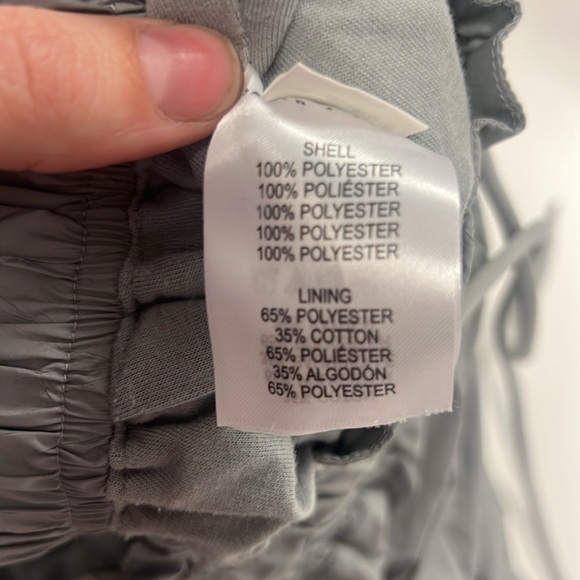 SHELL
100% POLYESTER
100% POLIÉSTER
100% POLYESTER
100% POLYESTER
100% POLYESTER
LINING
65% POLYESTER
35% COTTON
65% POLIÉSTER
35% ALGODÓN
65% POLYESTER